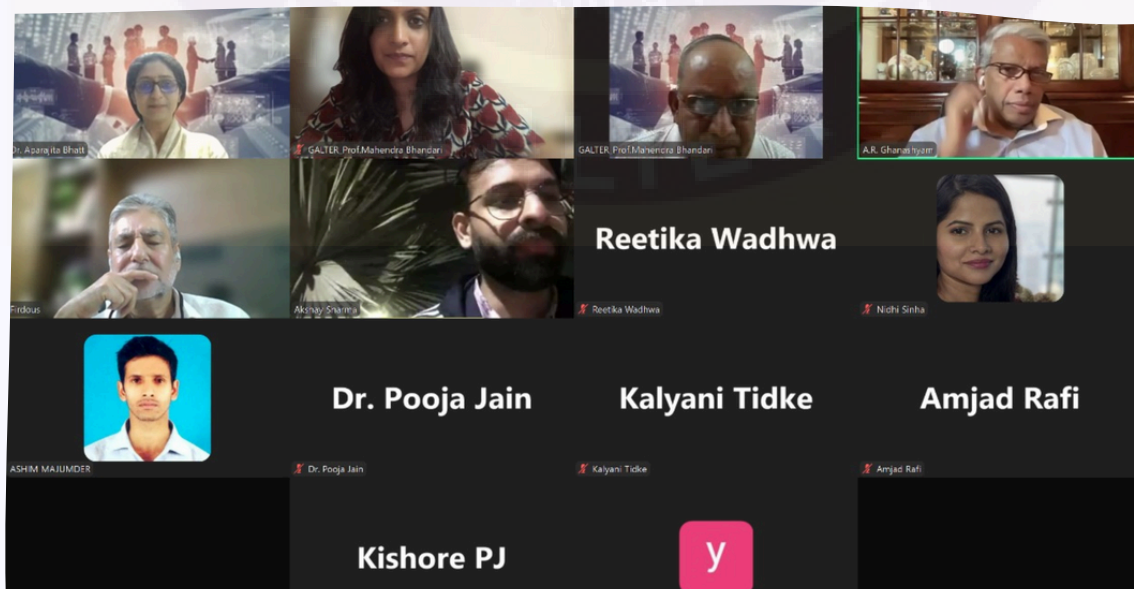 Dr. Aparajita Bhatt
GALTER_Prof.Mahendra Bhandari
GALTER_Prof.Mahendra Bhandari
A.R. Ghanashyam
Firdous
Akshay Sharma
Reetika Wadhwa
Reetika Wadhwa
Nidhi Sinha
ASHIM MAJUMDER
Dr. Pooja Jain
Dr. Pooja Jain
Kalyani Tidke
Kalyani Tidke
Amjad Rafi
Amjad Rafi
Kishore PJ
y